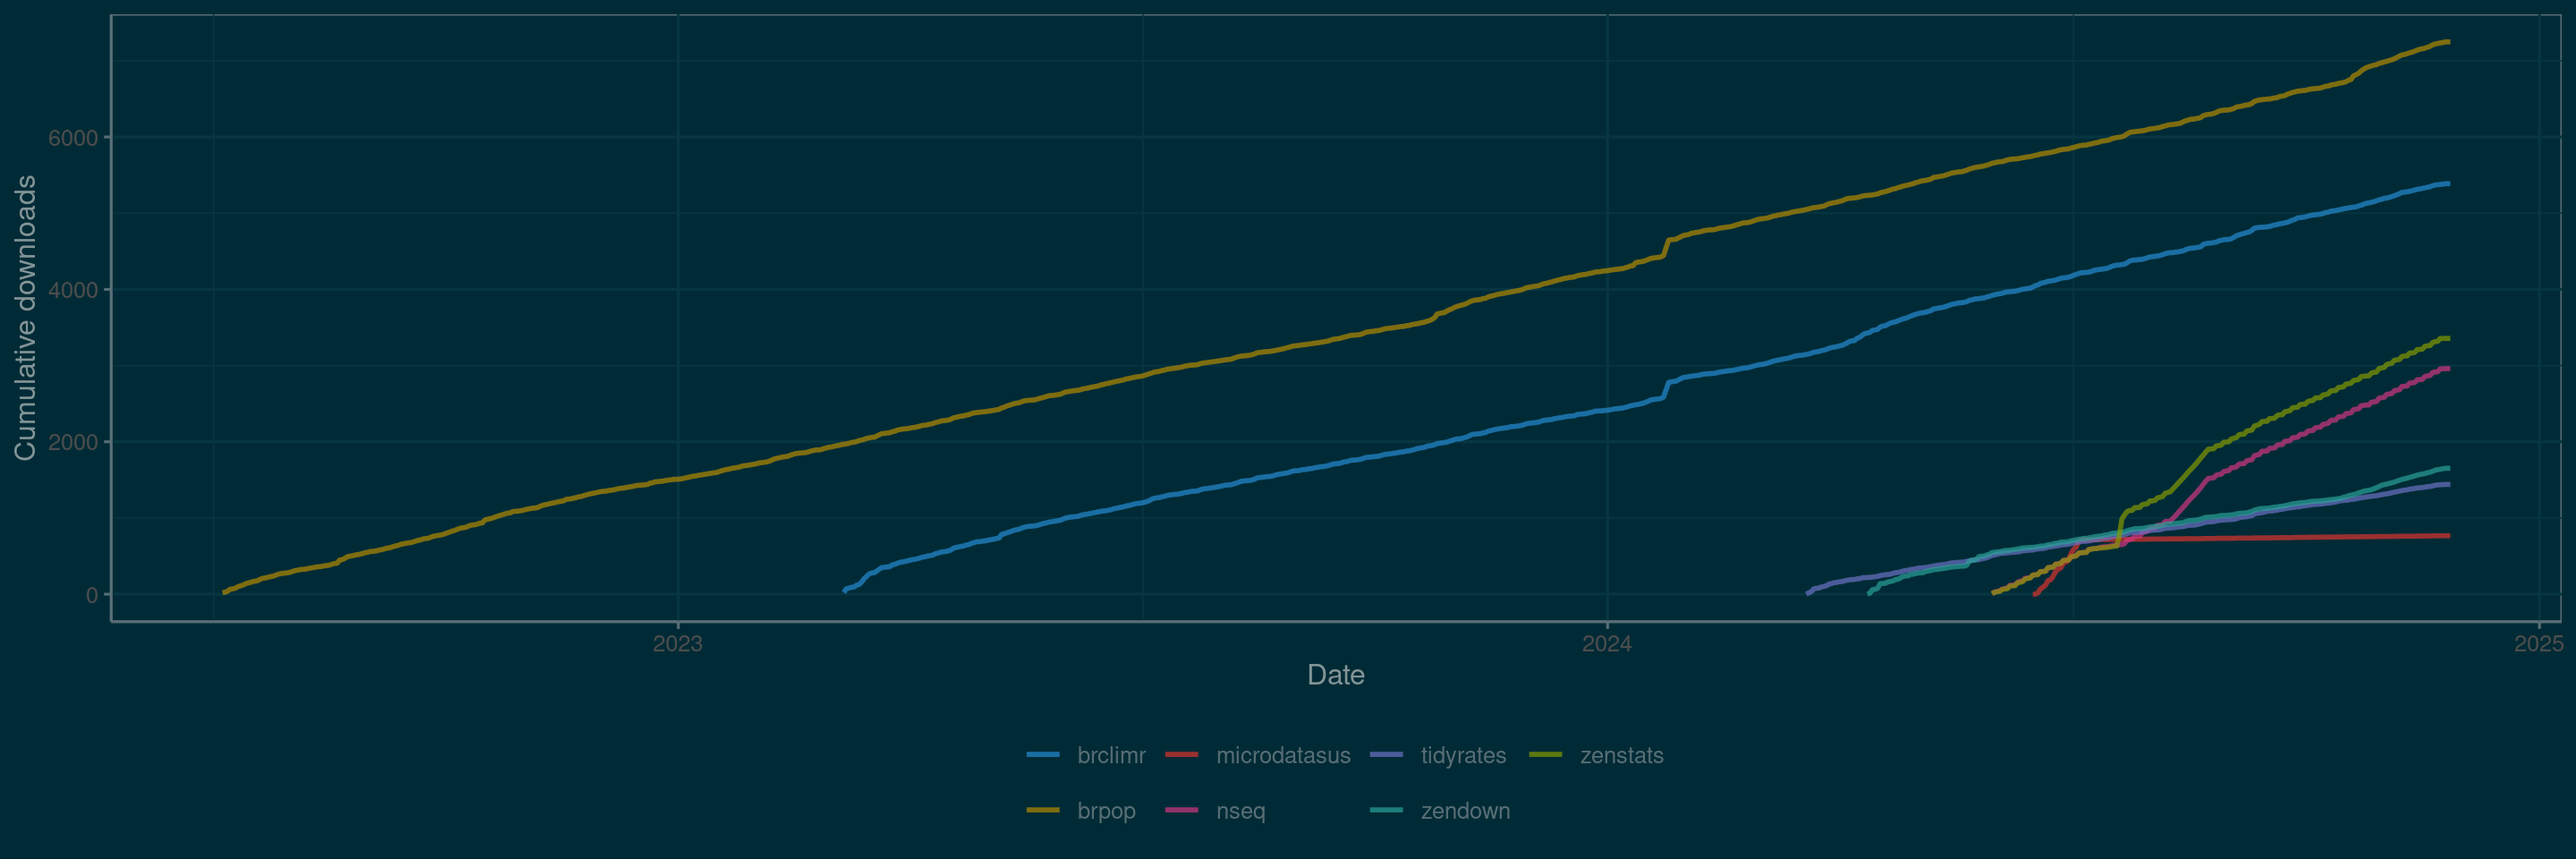 Cumulative downloads
6000
4000
2000
0
2023 2024 2025
Date
brclimr microdatasus tidyrates zenstats
brpop nseq zendown